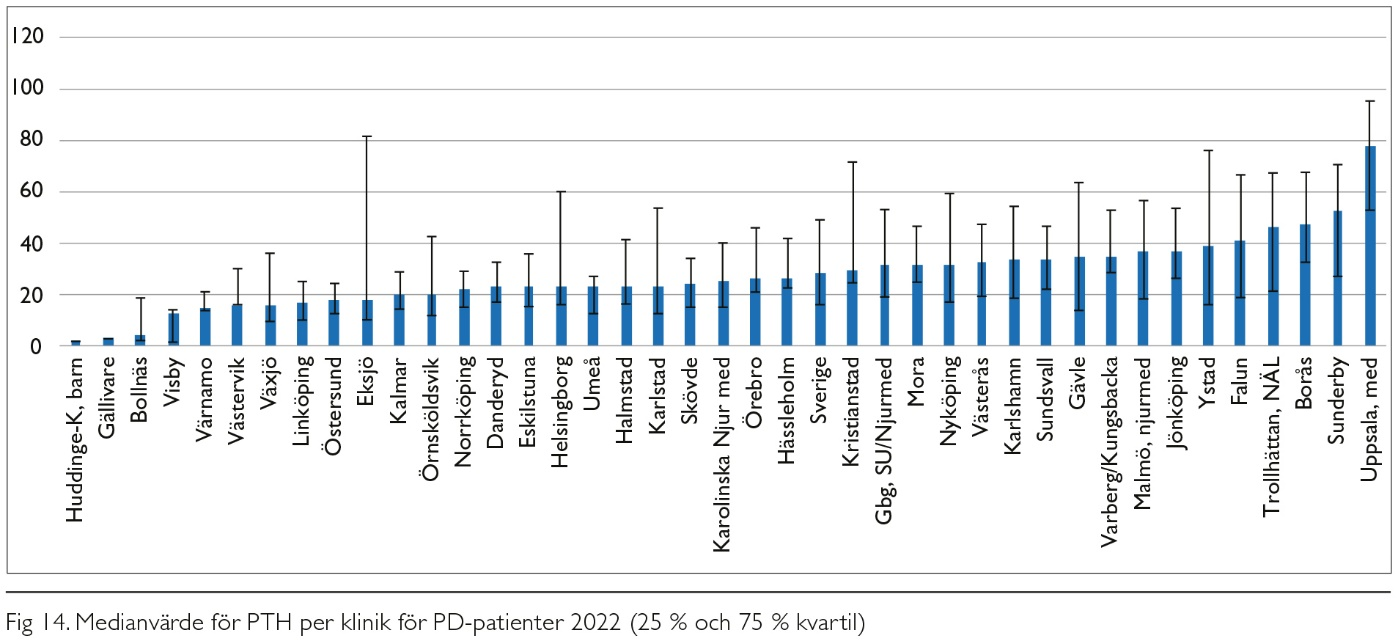 120
100
80
60
40
20
0
Huddinge-K, barn
Gällivare
Bollnäs
Visby
Värnamo
Västervik
Växjö
Linköping
Östersund
Eksjö
Kalmar
Örnsköldsvik
Norrköping
Danderyd
Eskilstuna
Helsingborg
Umeå
Halmstad
Karlstad
Skövde
Karolinska Njur med
Örebro
Hässleholm
Sverige
Kristianstad
Gbg, SU/Njurmed
Mora
Nyköping
Västerås
Karlshamn
Sundsvall
Gävle
Varberg/Kungsbacka
Malmö, njurmed
Jönköping
Ystad
Falun
Trollhättan, NÄL
Borås
Sunderby
Uppsala, med
Fig 14. Medianvärde för PTH per klinik för PD-patienter 2022 (25 % och 75 % kvartil)